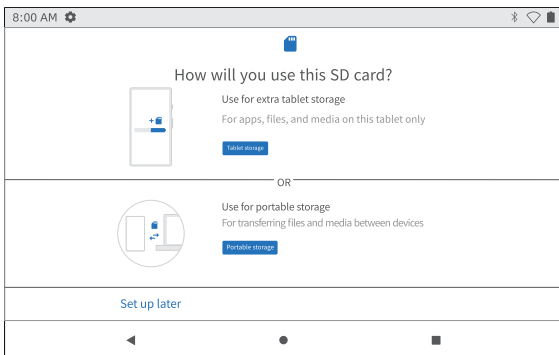 8:00 AM
How will you use this SD card?
Use for extra tablet storage
For apps, files, and media on this tablet only
Tablet storage
OR
Use for portable storage
For transferring files and media between devices
Portable storage
Set up later